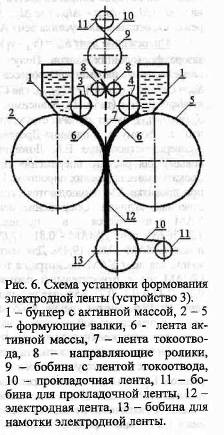 11
10
9
8
8
1
4
4
1
2
3
5
6
7
6
12
10
13
11
Рис. 6. Схема установки формования
электродной ленты (устройство 3).
1 – бункер с активной массой, 2 – 5
– формующие валки, 6 - лента ак-
тивной массы, 7 – лента токоотво-
да, 8 – направляющие ролики,
9 – бобина с лентой токоотвода,
10 – прокладочная лента, 11 – бо-
бина для прокладочной ленты, 12 –
электродная лента, 13 – бобина для
намотки электродной ленты.